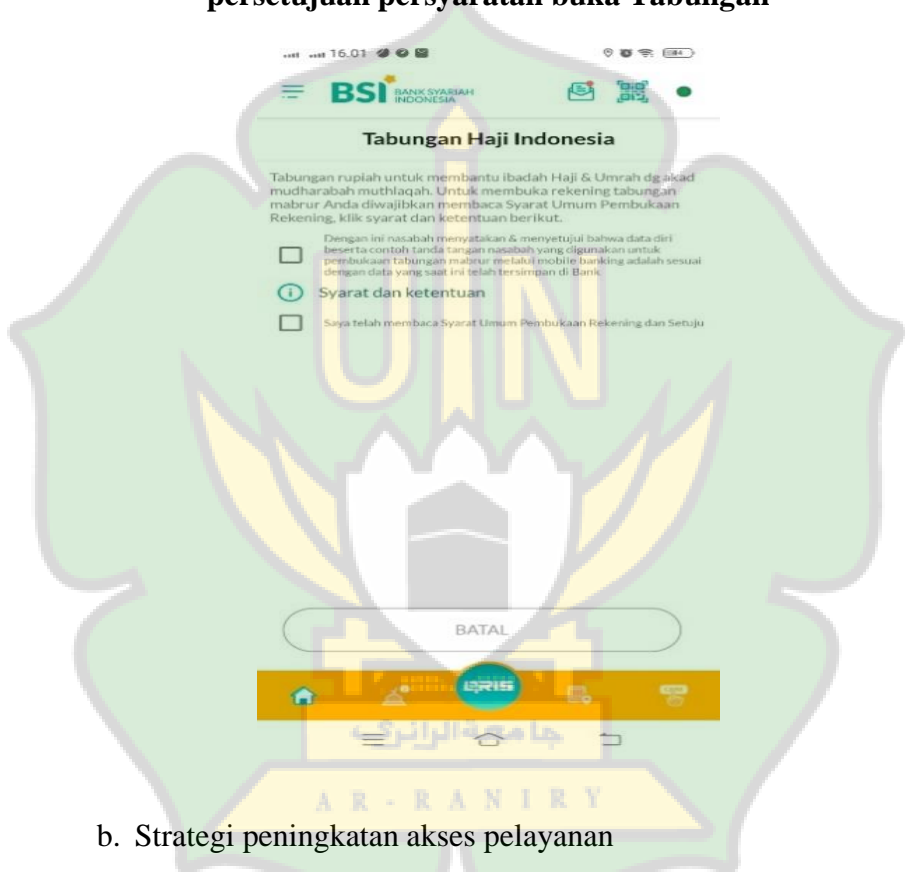 persetujuan persyaratan buka Tabungan
16.01
BSI BANK SYARIAH
INDONESIA
Tabungan Haji Indonesia
Tabungan rupiah untuk membantu ibadah Haji & Umrah dg akad
mudharabah muthlaqah. Untuk membuka rekening tabungan
mabrur Anda diwajibkan membaca Syarat Umum Pembukaan
Rekening, klik syarat dan ketentuan berikut.
Dengan ini nasabah menyatakan & menyetujui bahwa data diri
beserta contoh tanda tangan nasabah yang digunakan untuk
pembukaan tabungan mabrur melalui mobile banking adalah sesuai
dengan data yang saat ini telah tersimpan di Bank
Syarat dan ketentuan
Saya telah membaca Syarat Umum Pembukaan Rekening dan Setuju
UIN
BATAL
QRIS
جامعة الرانري
AR-RANIRY
b. Strategi peningkatan akses pelayanan